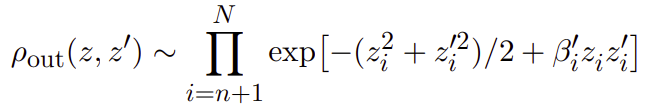 ρ_out(z, z′) ∼ ∏_{i=n+1}^{N} exp[−(z_i^2 + z_i′^2)/2 + β_i′ z_i z_i′]